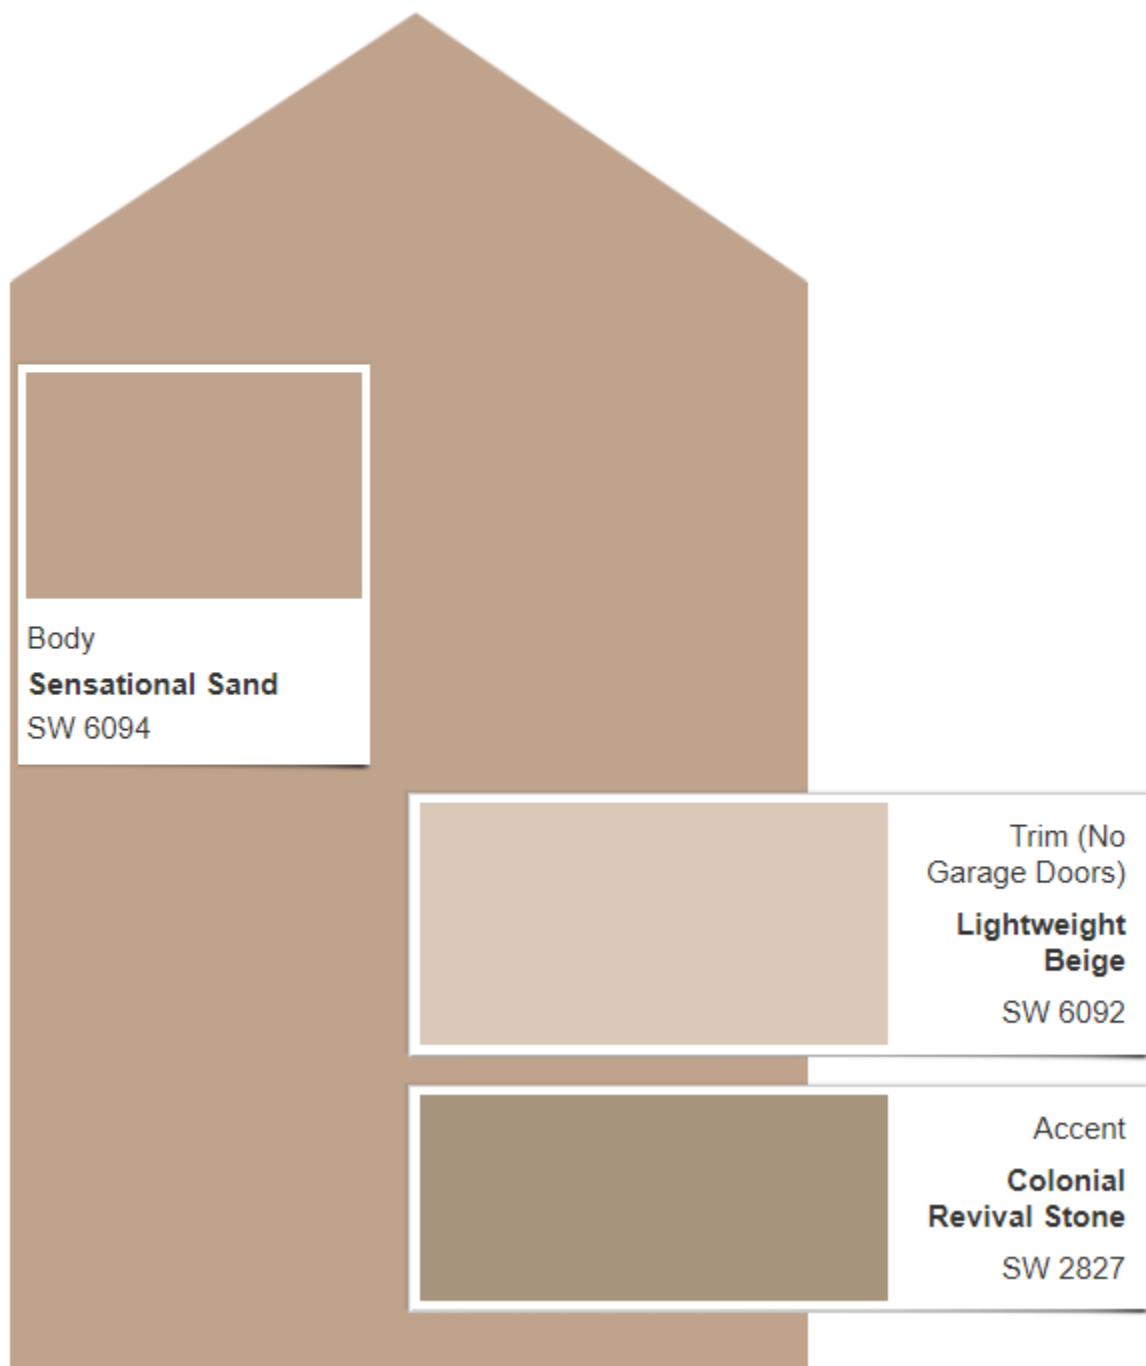 Body
Sensational Sand
SW 6094
Trim (No
Garage Doors)
Lightweight
Beige
SW 6092
Accent
Colonial
Revival Stone
SW 2827